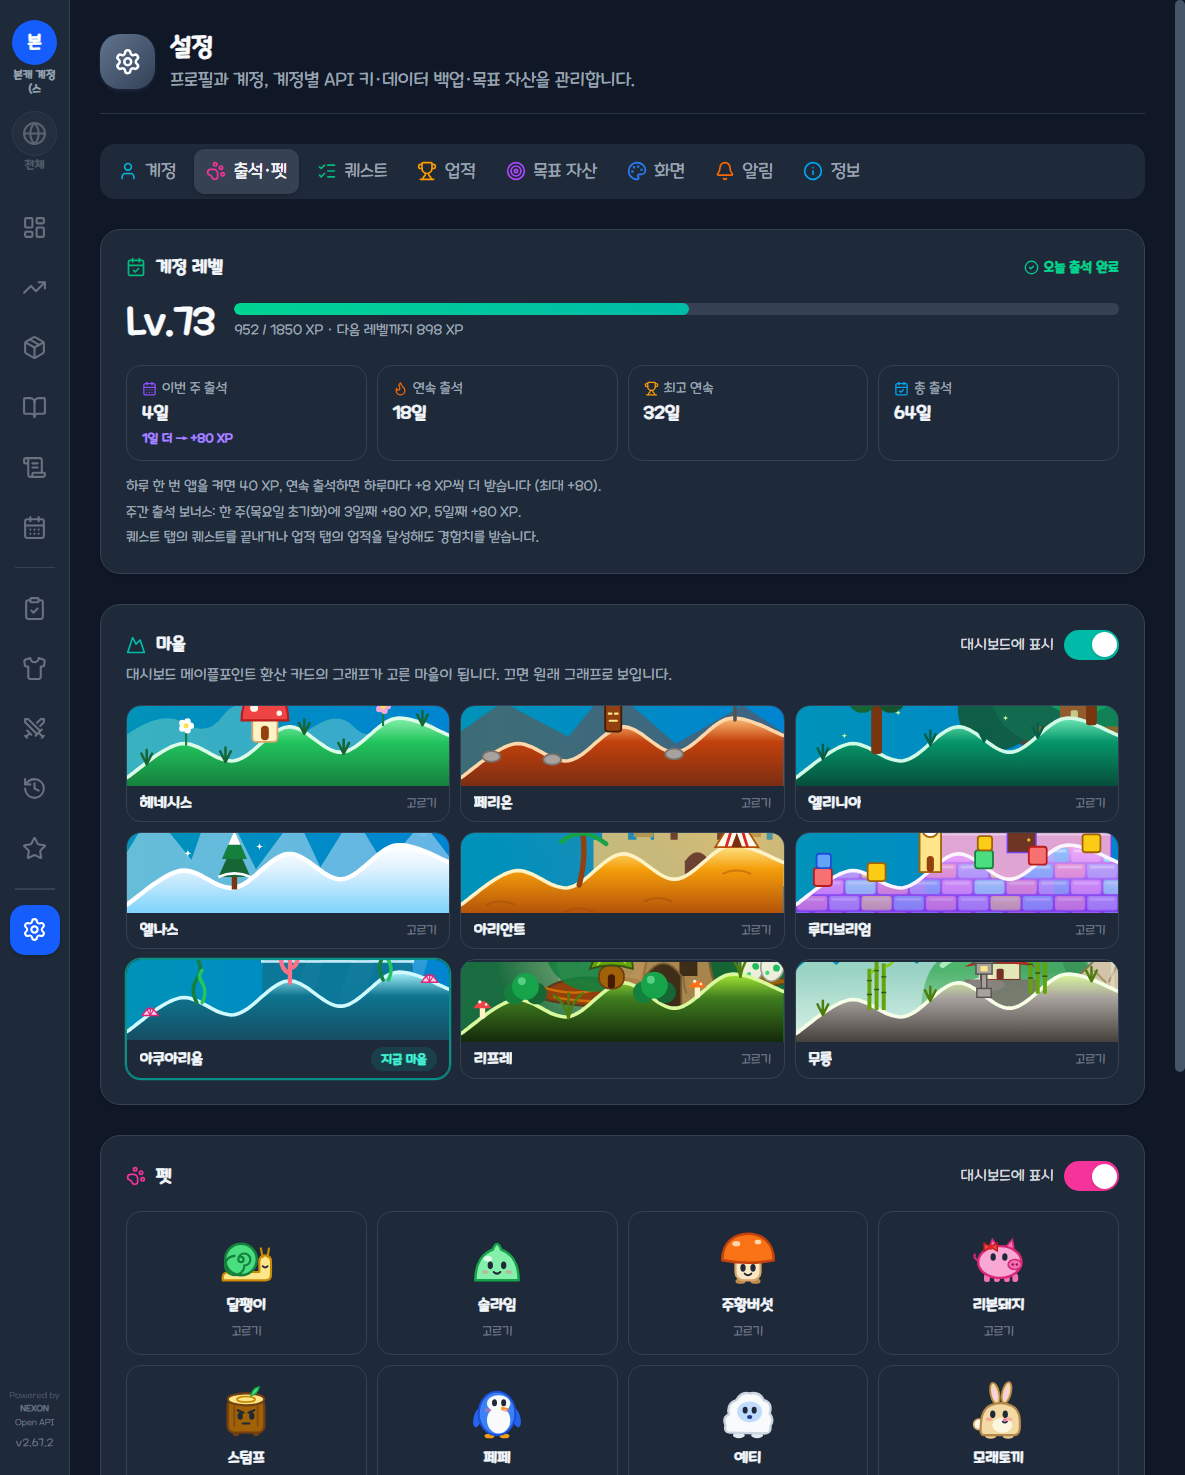 본
본캐 계정
(스
전체
설정
프로필과 계정, 계정별 API 키·데이터 백업·목표 자산을 관리합니다.
계정
출석·펫
퀘스트
업적
목표 자산
화면
알림
정보
계정 레벨
오늘 출석 완료
Lv.73
952 / 1850 XP · 다음 레벨까지 898 XP
이번 주 출석
4일
1일 더 → +80 XP
연속 출석
18일
최고 연속
32일
총 출석
64일
하루 한 번 앱을 켜면 40 XP, 연속 출석하면 하루마다 +8 XP씩 더 받습니다 (최대 +80).
주간 출석 보너스: 한 주(목요일 초기화)에 3일째 +80 XP, 5일째 +80 XP.
퀘스트 탭의 퀘스트를 끝내거나 업적 탭의 업적을 달성해도 경험치를 받습니다.
마을
대시보드에 표시
대시보드 메이플포인트 환산 카드의 그래프가 고른 마을이 됩니다. 끄면 원래 그래프로 보입니다.
헤네시스
고르기
페리온
고르기
엘리니아
고르기
엘나스
고르기
아리안트
고르기
루디브리엄
고르기
아쿠아리움
지금 마을
리프레
고르기
무릉
고르기
펫
대시보드에 표시
달팽이
고르기
슬라임
고르기
주황버섯
고르기
리본돼지
고르기
스텀프
페페
예티
모래토끼
Powered by
NEXON
Open API
v2.67.2